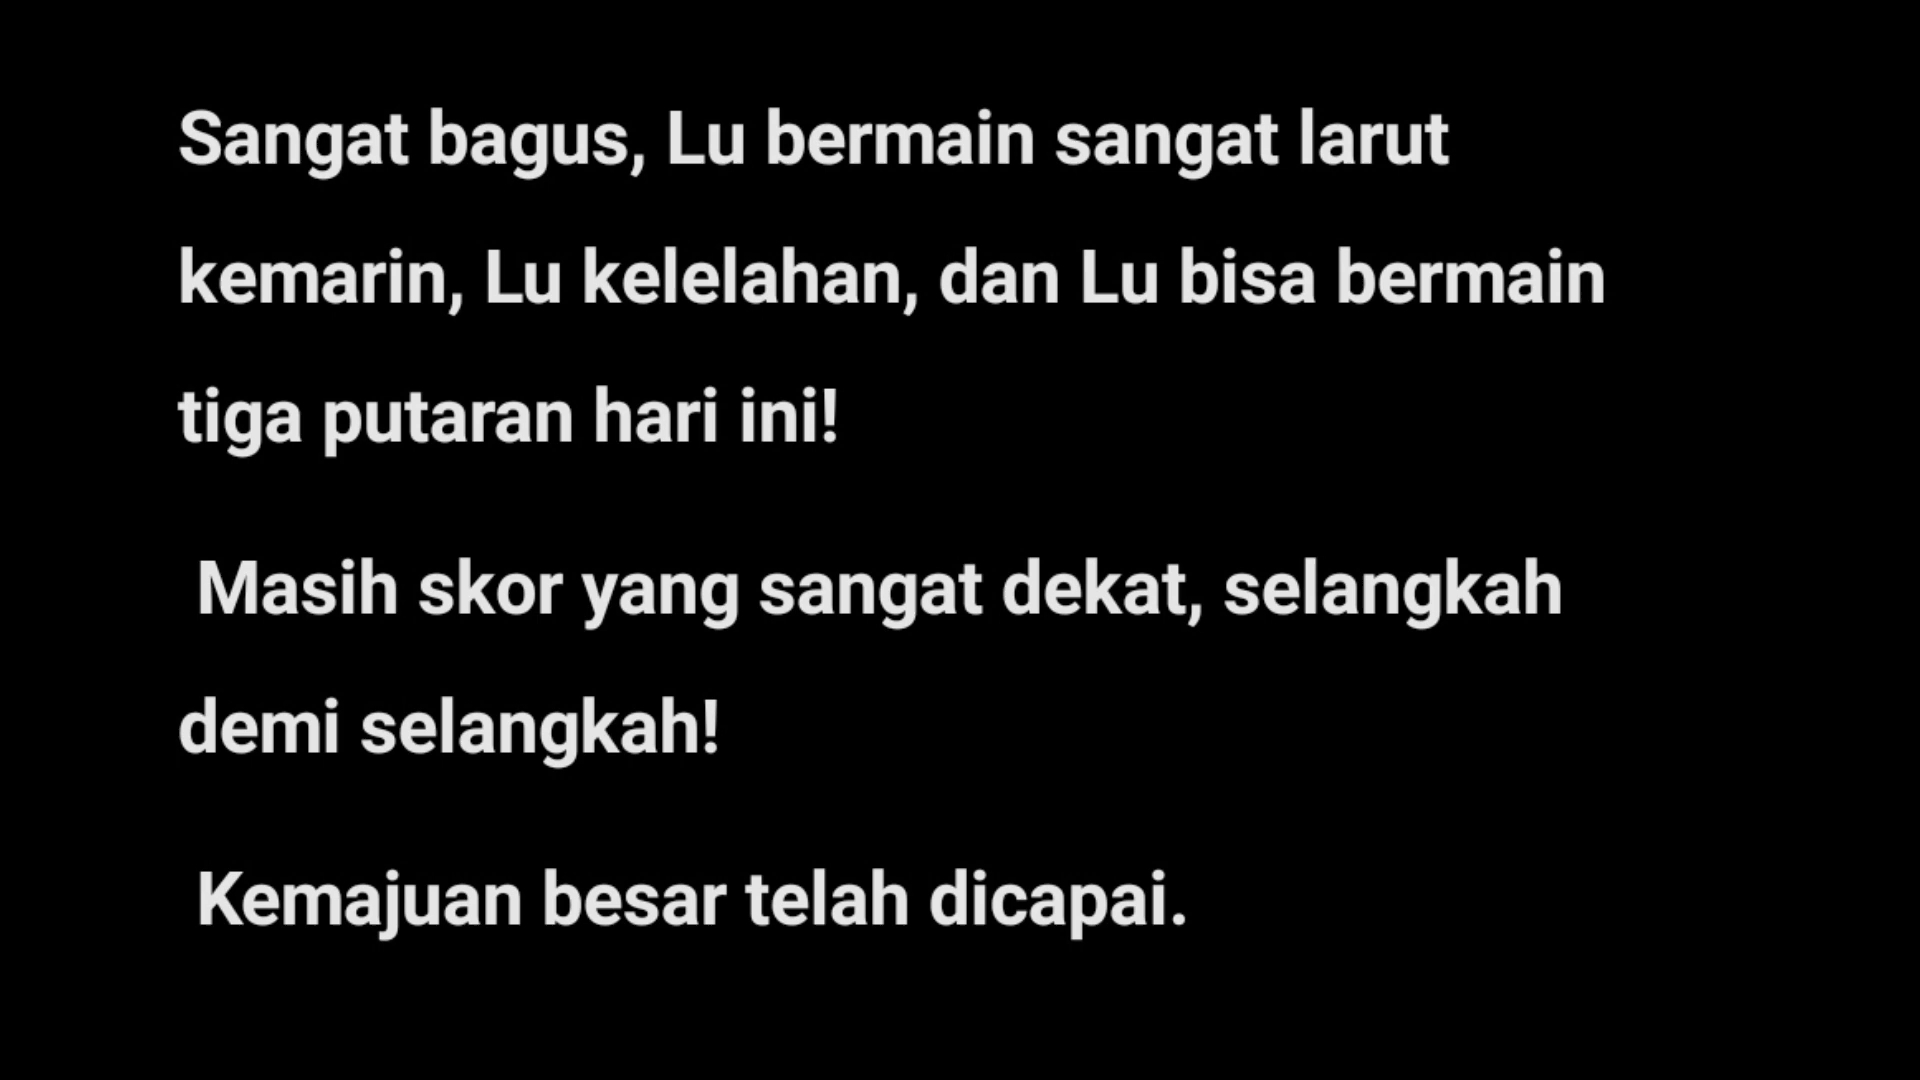 Sangat bagus, Lu bermain sangat larut
kemarin, Lu kelelahan, dan Lu bisa bermain
tiga putaran hari ini!
Masih skor yang sangat dekat, selangkah
demi selangkah!
Kemajuan besar telah dicapai.